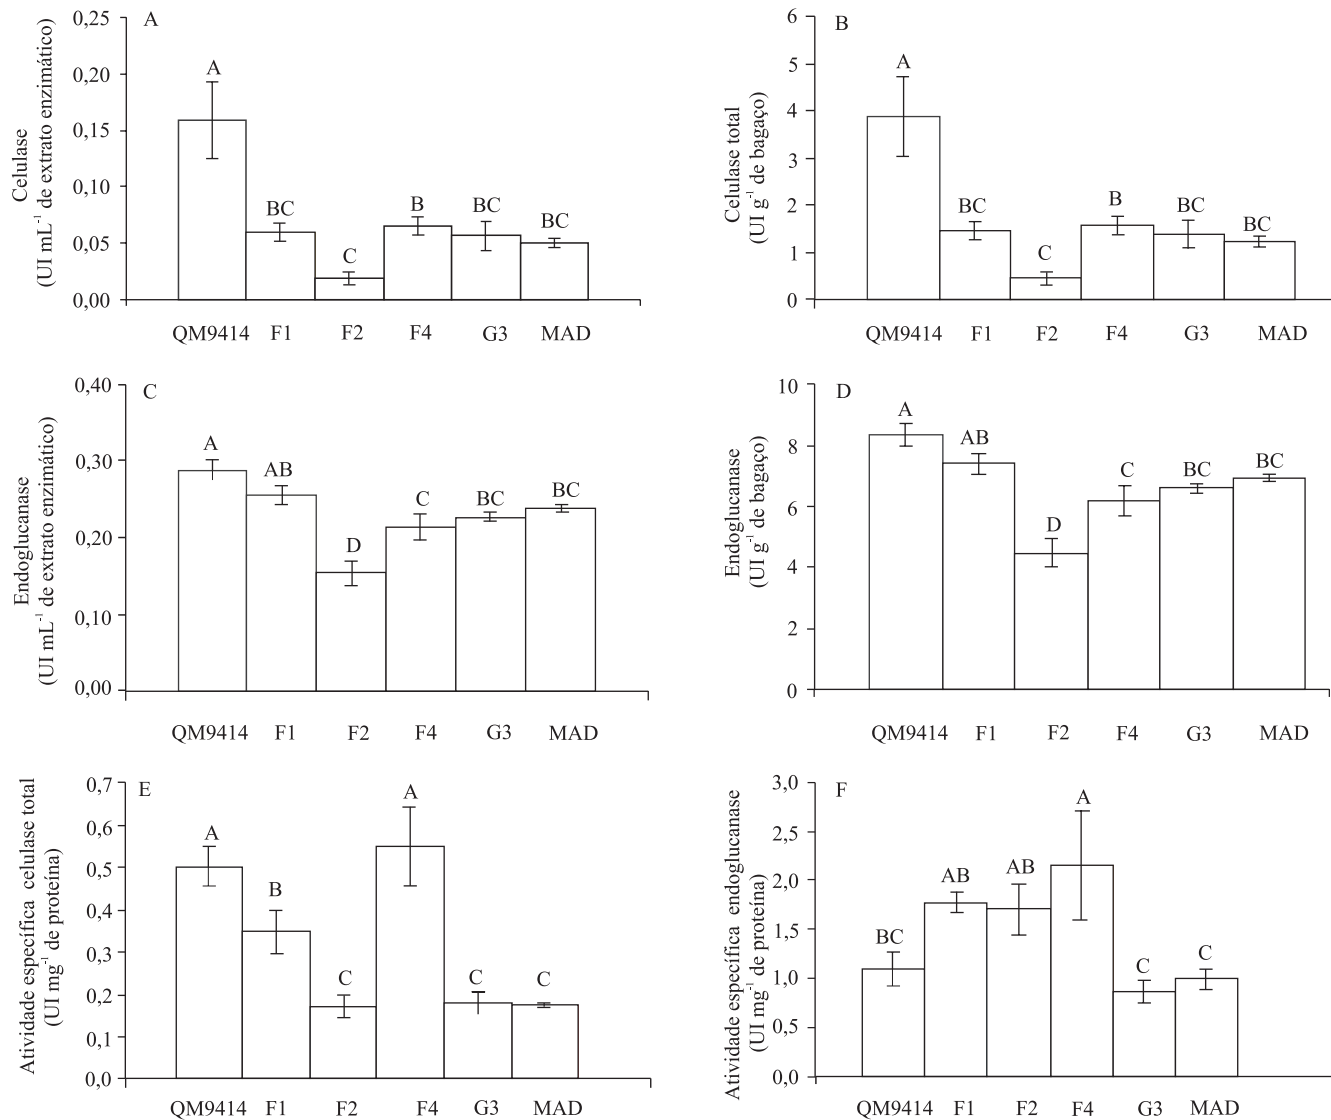 A
Celulase
(UI mL⁻¹ de extrato enzimático)
0,25
0,20
0,15
0,10
0,05
0,00
A
BC
C
B
BC
BC
QM9414 F1 F2 F4 G3 MAD
B
Celulase total
(UI g⁻¹ de bagaço)
6
5
4
3
2
1
0
A
BC
C
B
BC
BC
QM9414 F1 F2 F4 G3 MAD
C
Endoglucanase
(UI mL⁻¹ de extrato enzimático)
0,40
0,30
0,20
0,10
0,00
A
AB
D
C
BC
BC
QM9414 F1 F2 F4 G3 MAD
D
Endoglucanase
(UI g⁻¹ de bagaço)
10
8
6
4
2
0
A
AB
D
C
BC
BC
QM9414 F1 F2 F4 G3 MAD
E
Atividade específica celulase total
(UI mg⁻¹ de proteína)
0,7
0,6
0,5
0,4
0,3
0,2
0,1
0,0
A
B
C
A
C
C
QM9414 F1 F2 F4 G3 MAD
F
Atividade específica endoglucanase
(UI mg⁻¹ de proteína)
3,0
2,5
2,0
1,5
1,0
0,5
0,0
BC
AB
AB
A
C
C
QM9414 F1 F2 F4 G3 MAD